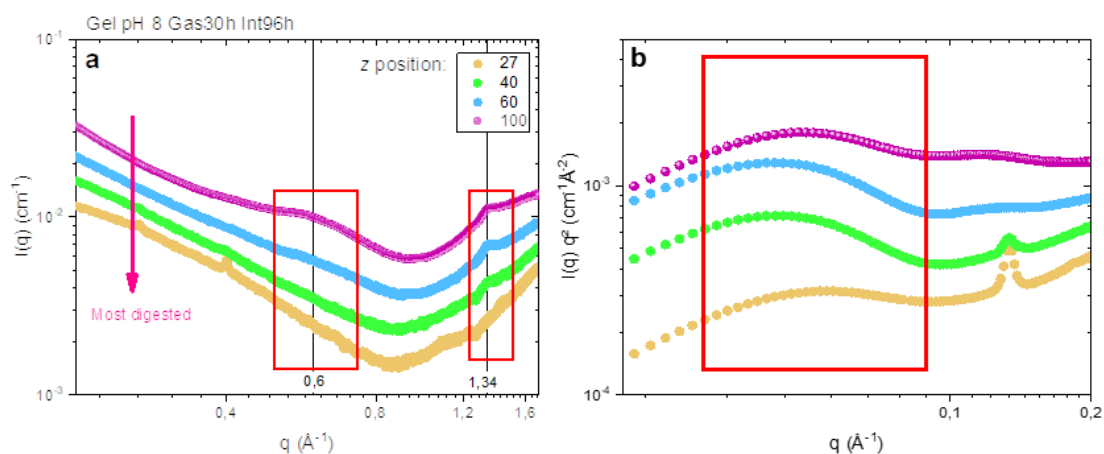 Gel pH 8 Gas30h Int96h
a
z position:
27
40
60
100
Most digested
0,6
1,34
10⁻¹
10⁻²
10⁻³
I(q) (cm⁻¹)
0,4
0,8
1,2
1,6
q (Å⁻¹)
b
10⁻³
10⁻⁴
I(q) q² (cm⁻¹Å⁻²)
0,1
0,2
q (Å⁻¹)